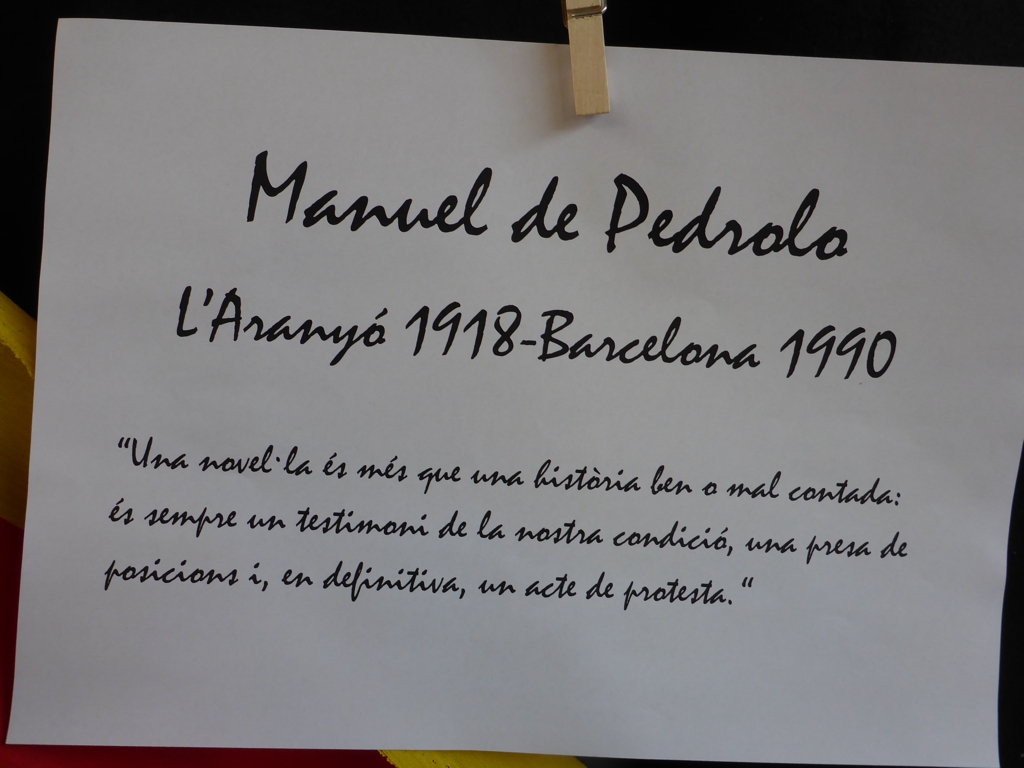 Manuel de Pedrolo
L'Aranyó 1918-Barcelona 1990
“Una novel·la és més que una història ben o mal contada:
és sempre un testimoni de la nostra condició, una presa de
posicions i, en definitiva, un acte de protesta. “